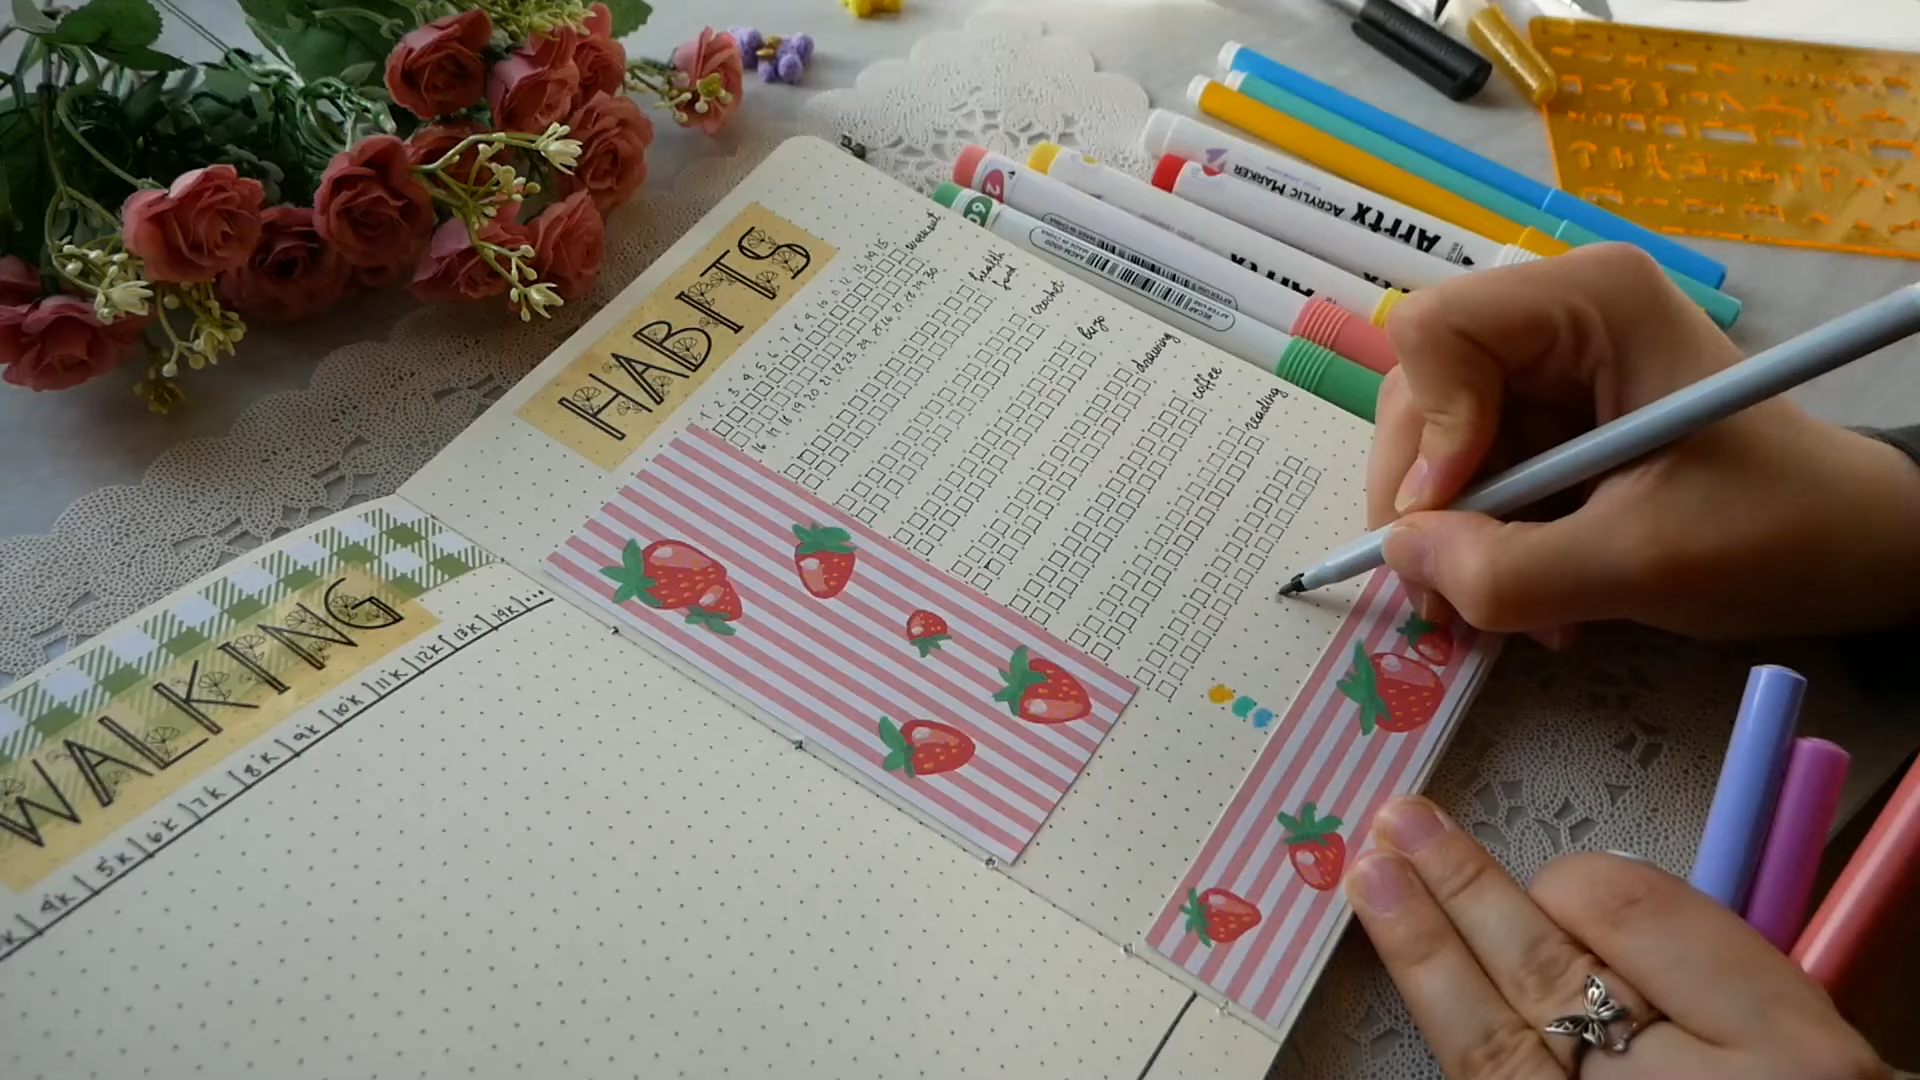 HABITS
1 2 3 4 5 6 7 8 9 10 11 12 13 14 15
workout
16 17 18 19 20 21 22 23 24 25 26 27 28 29 30
health
food
crochet
bujo
drawing
coffee
reading
WALKING
4k | 5k | 6k | 7k | 8k | 9k | 10k | 11k | 12k | 13k | 14k | ...
Arrtx ACRYLIC MARKER